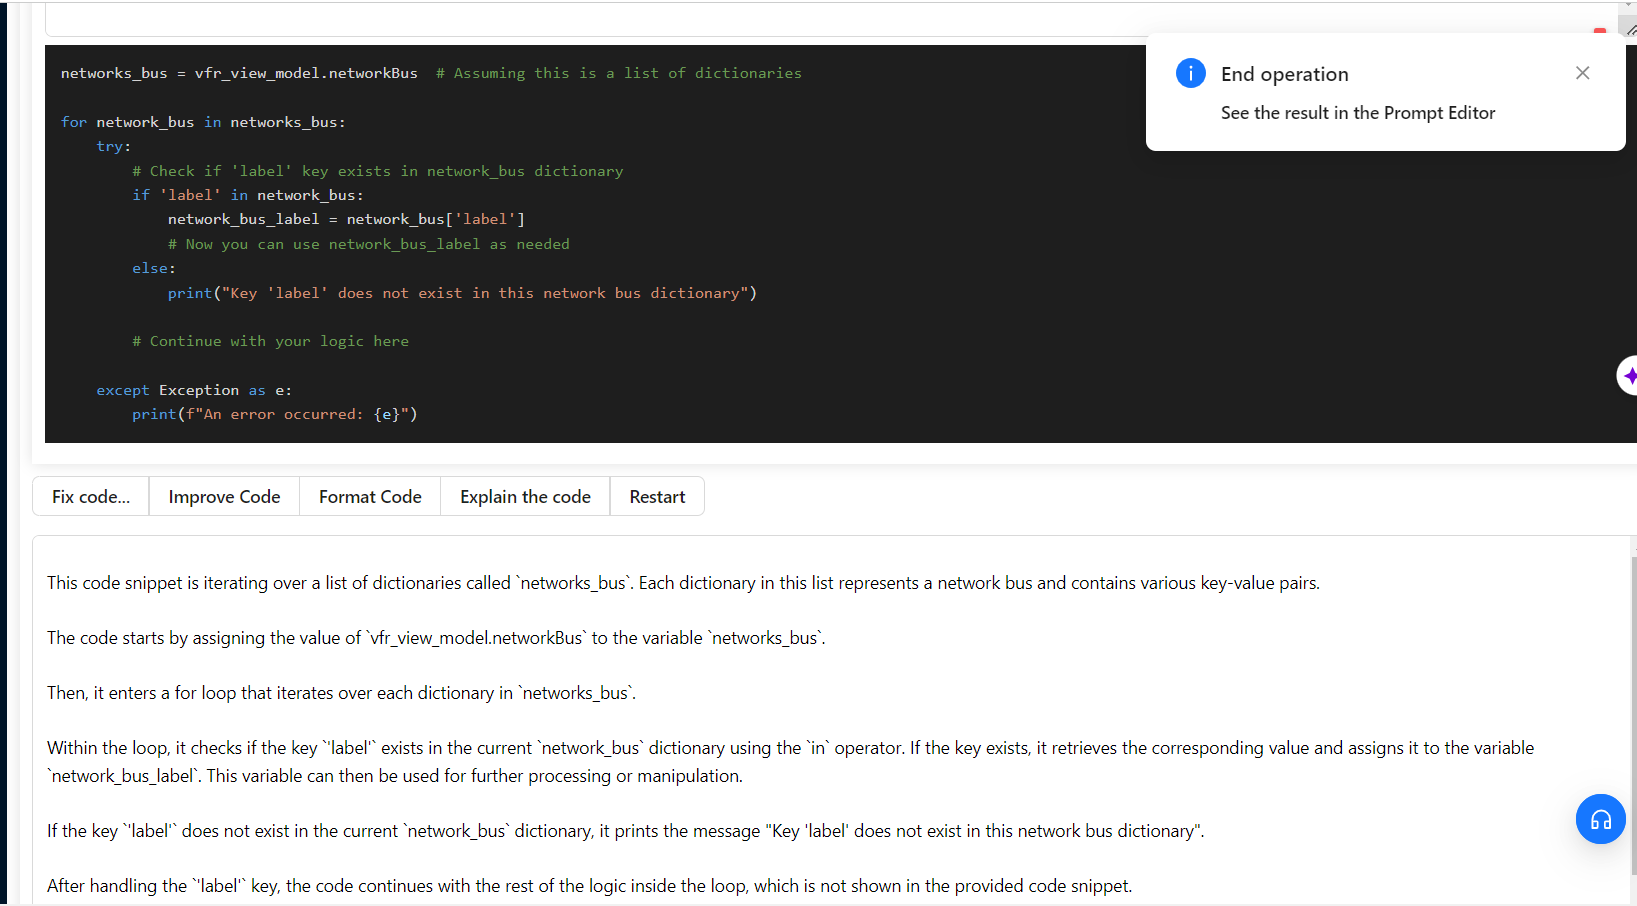 networks_bus = vfr_view_model.networkBus  # Assuming this is a list of dictionaries
for network_bus in networks_bus:
    try:
        # Check if 'label' key exists in network_bus dictionary
        if 'label' in network_bus:
            network_bus_label = network_bus['label']
            # Now you can use network_bus_label as needed
        else:
            print("Key 'label' does not exist in this network bus dictionary")
        # Continue with your logic here
    except Exception as e:
        print(f"An error occurred: {e}")
End operation
See the result in the Prompt Editor
Fix code... Improve Code Format Code Explain the code Restart
This code snippet is iterating over a list of dictionaries called `networks_bus`. Each dictionary in this list represents a network bus and contains various key-value pairs.
The code starts by assigning the value of `vfr_view_model.networkBus` to the variable `networks_bus`.
Then, it enters a for loop that iterates over each dictionary in `networks_bus`.
Within the loop, it checks if the key `'label'` exists in the current `network_bus` dictionary using the `in` operator. If the key exists, it retrieves the corresponding value and assigns it to the variable
`network_bus_label`. This variable can then be used for further processing or manipulation.
If the key `'label'` does not exist in the current `network_bus` dictionary, it prints the message "Key 'label' does not exist in this network bus dictionary".
After handling the `'label'` key, the code continues with the rest of the logic inside the loop, which is not shown in the provided code snippet.